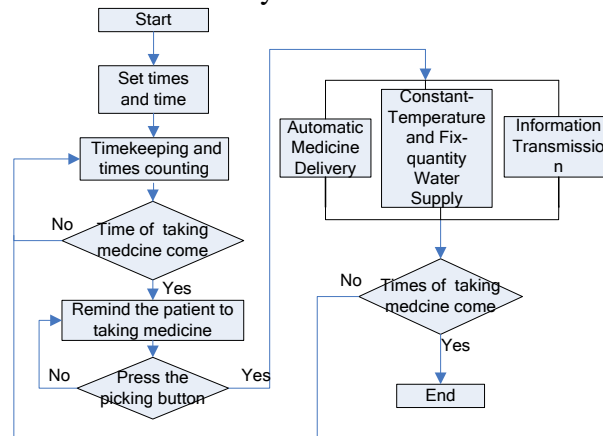 Start
Set times
and time
Timekeeping and
times counting
No
Time of taking
medcine come
Yes
Remind the patient to
taking medicine
No
Press the
picking button
Yes
Automatic
Medicine
Delivery
Constant-
Temperature
and Fix-
quantity
Water
Supply
Information
Transmissio
n
No
Times of taking
medcine come
Yes
End